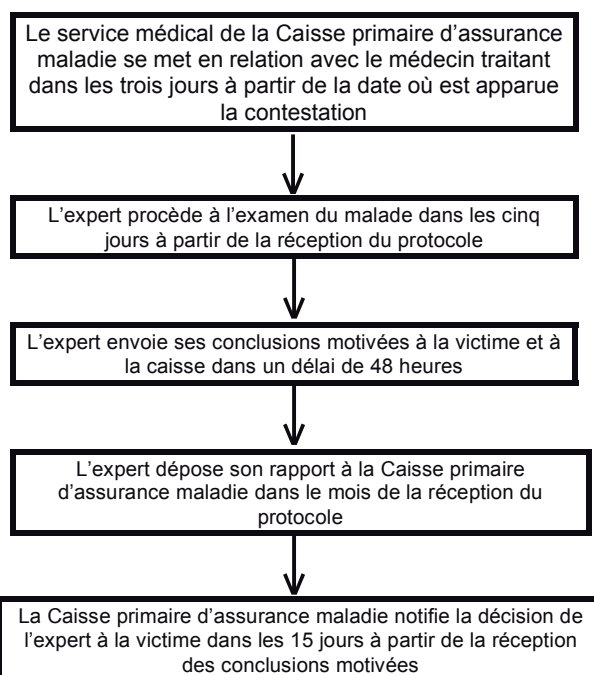 Le service médical de la Caisse primaire d'assurance
maladie se met en relation avec le médecin traitant
dans les trois jours à partir de la date où est apparue
la contestation
L'expert procède à l'examen du malade dans les cinq
jours à partir de la réception du protocole
L'expert envoie ses conclusions motivées à la victime et à
la caisse dans un délai de 48 heures
L'expert dépose son rapport à la Caisse primaire
d'assurance maladie dans le mois de la réception du
protocole
La Caisse primaire d'assurance maladie notifie la décision de
l'expert à la victime dans les 15 jours à partir de la réception
des conclusions motivées